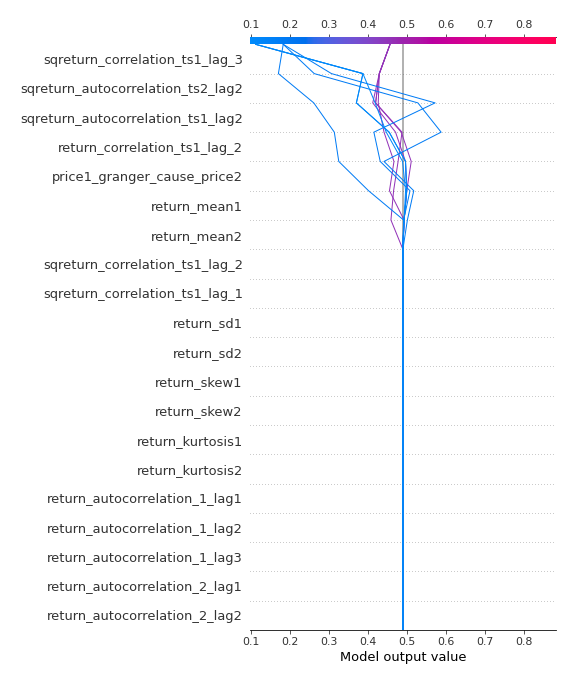 0.1 0.2 0.3 0.4 0.5 0.6 0.7 0.8
sqreturn_correlation_ts1_lag_3
sqreturn_autocorrelation_ts2_lag2
sqreturn_autocorrelation_ts1_lag2
return_correlation_ts1_lag_2
price1_granger_cause_price2
return_mean1
return_mean2
sqreturn_correlation_ts1_lag_2
sqreturn_correlation_ts1_lag_1
return_sd1
return_sd2
return_skew1
return_skew2
return_kurtosis1
return_kurtosis2
return_autocorrelation_1_lag1
return_autocorrelation_1_lag2
return_autocorrelation_1_lag3
return_autocorrelation_2_lag1
return_autocorrelation_2_lag2
0.1 0.2 0.3 0.4 0.5 0.6 0.7 0.8
Model output value